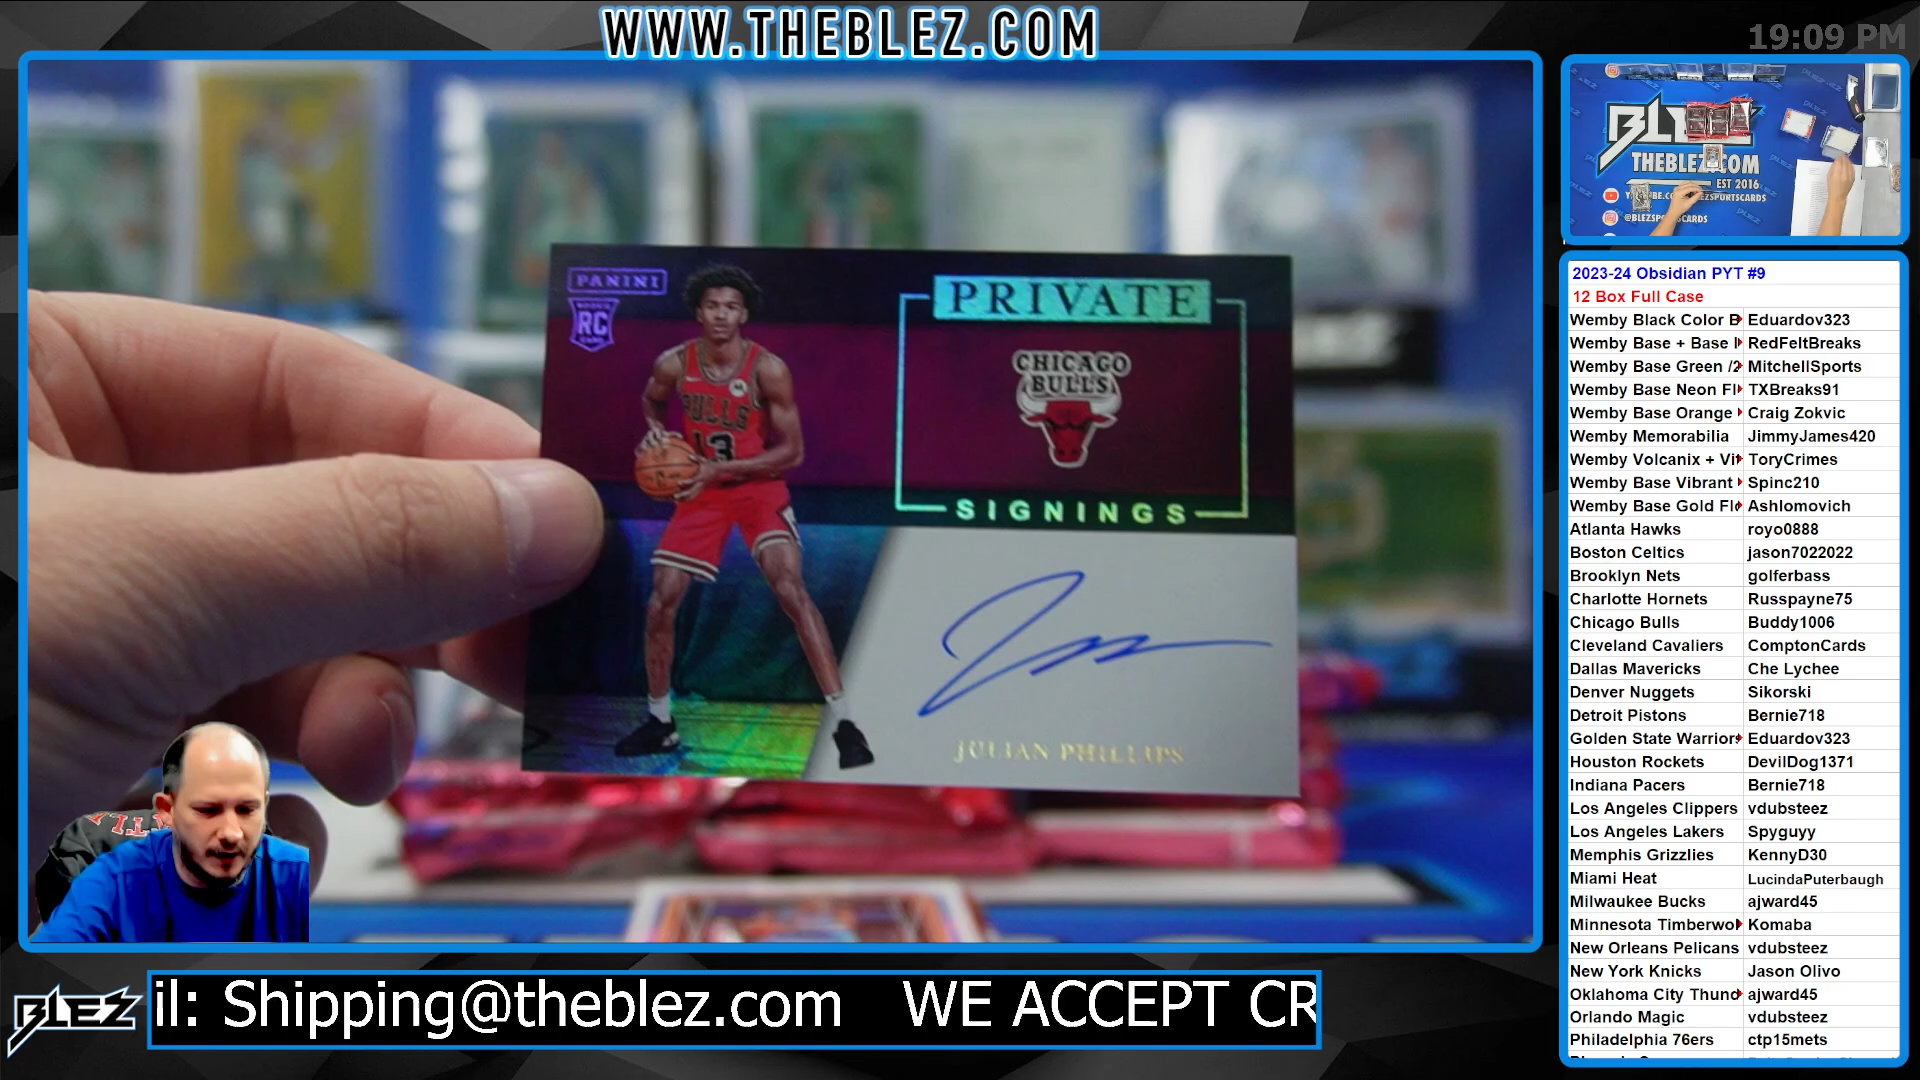 WWW.THEBLEZ.COM
19:09 PM
PANINI
ROOKIE
RC
CARD
PRIVATE
CHICAGO
BULLS
SIGNINGS
BULLS
13
JULIAN PHILLIPS
BLEZ
THEBLEZ.COM
EST 2016
2023-24 Obsidian PYT #9
12 Box Full Case
Wemby Black Color B Eduardov323
Wemby Base + Base I RedFeltBreaks
Wemby Base Green /2 MitchellSports
Wemby Base Neon Fl TXBreaks91
Wemby Base Orange Craig Zokvic
Wemby Memorabilia JimmyJames420
Wemby Volcanix + Vi ToryCrimes
Wemby Base Vibrant Spinc210
Wemby Base Gold Flo Ashlomovich
Atlanta Hawks royo0888
Boston Celtics jason7022022
Brooklyn Nets golferbass
Charlotte Hornets Russpayne75
Chicago Bulls Buddy1006
Cleveland Cavaliers ComptonCards
Dallas Mavericks Che Lychee
Denver Nuggets Sikorski
Detroit Pistons Bernie718
Golden State Warriors Eduardov323
Houston Rockets DevilDog1371
Indiana Pacers Bernie718
Los Angeles Clippers vdubsteez
Los Angeles Lakers Spyguyy
Memphis Grizzlies KennyD30
Miami Heat LucindaPuterbaugh
Milwaukee Bucks ajward45
Minnesota Timberwol Komaba
New Orleans Pelicans vdubsteez
New York Knicks Jason Olivo
Oklahoma City Thund ajward45
Orlando Magic vdubsteez
Philadelphia 76ers ctp15mets
BLEZ
il: Shipping@theblez.com WE ACCEPT CR